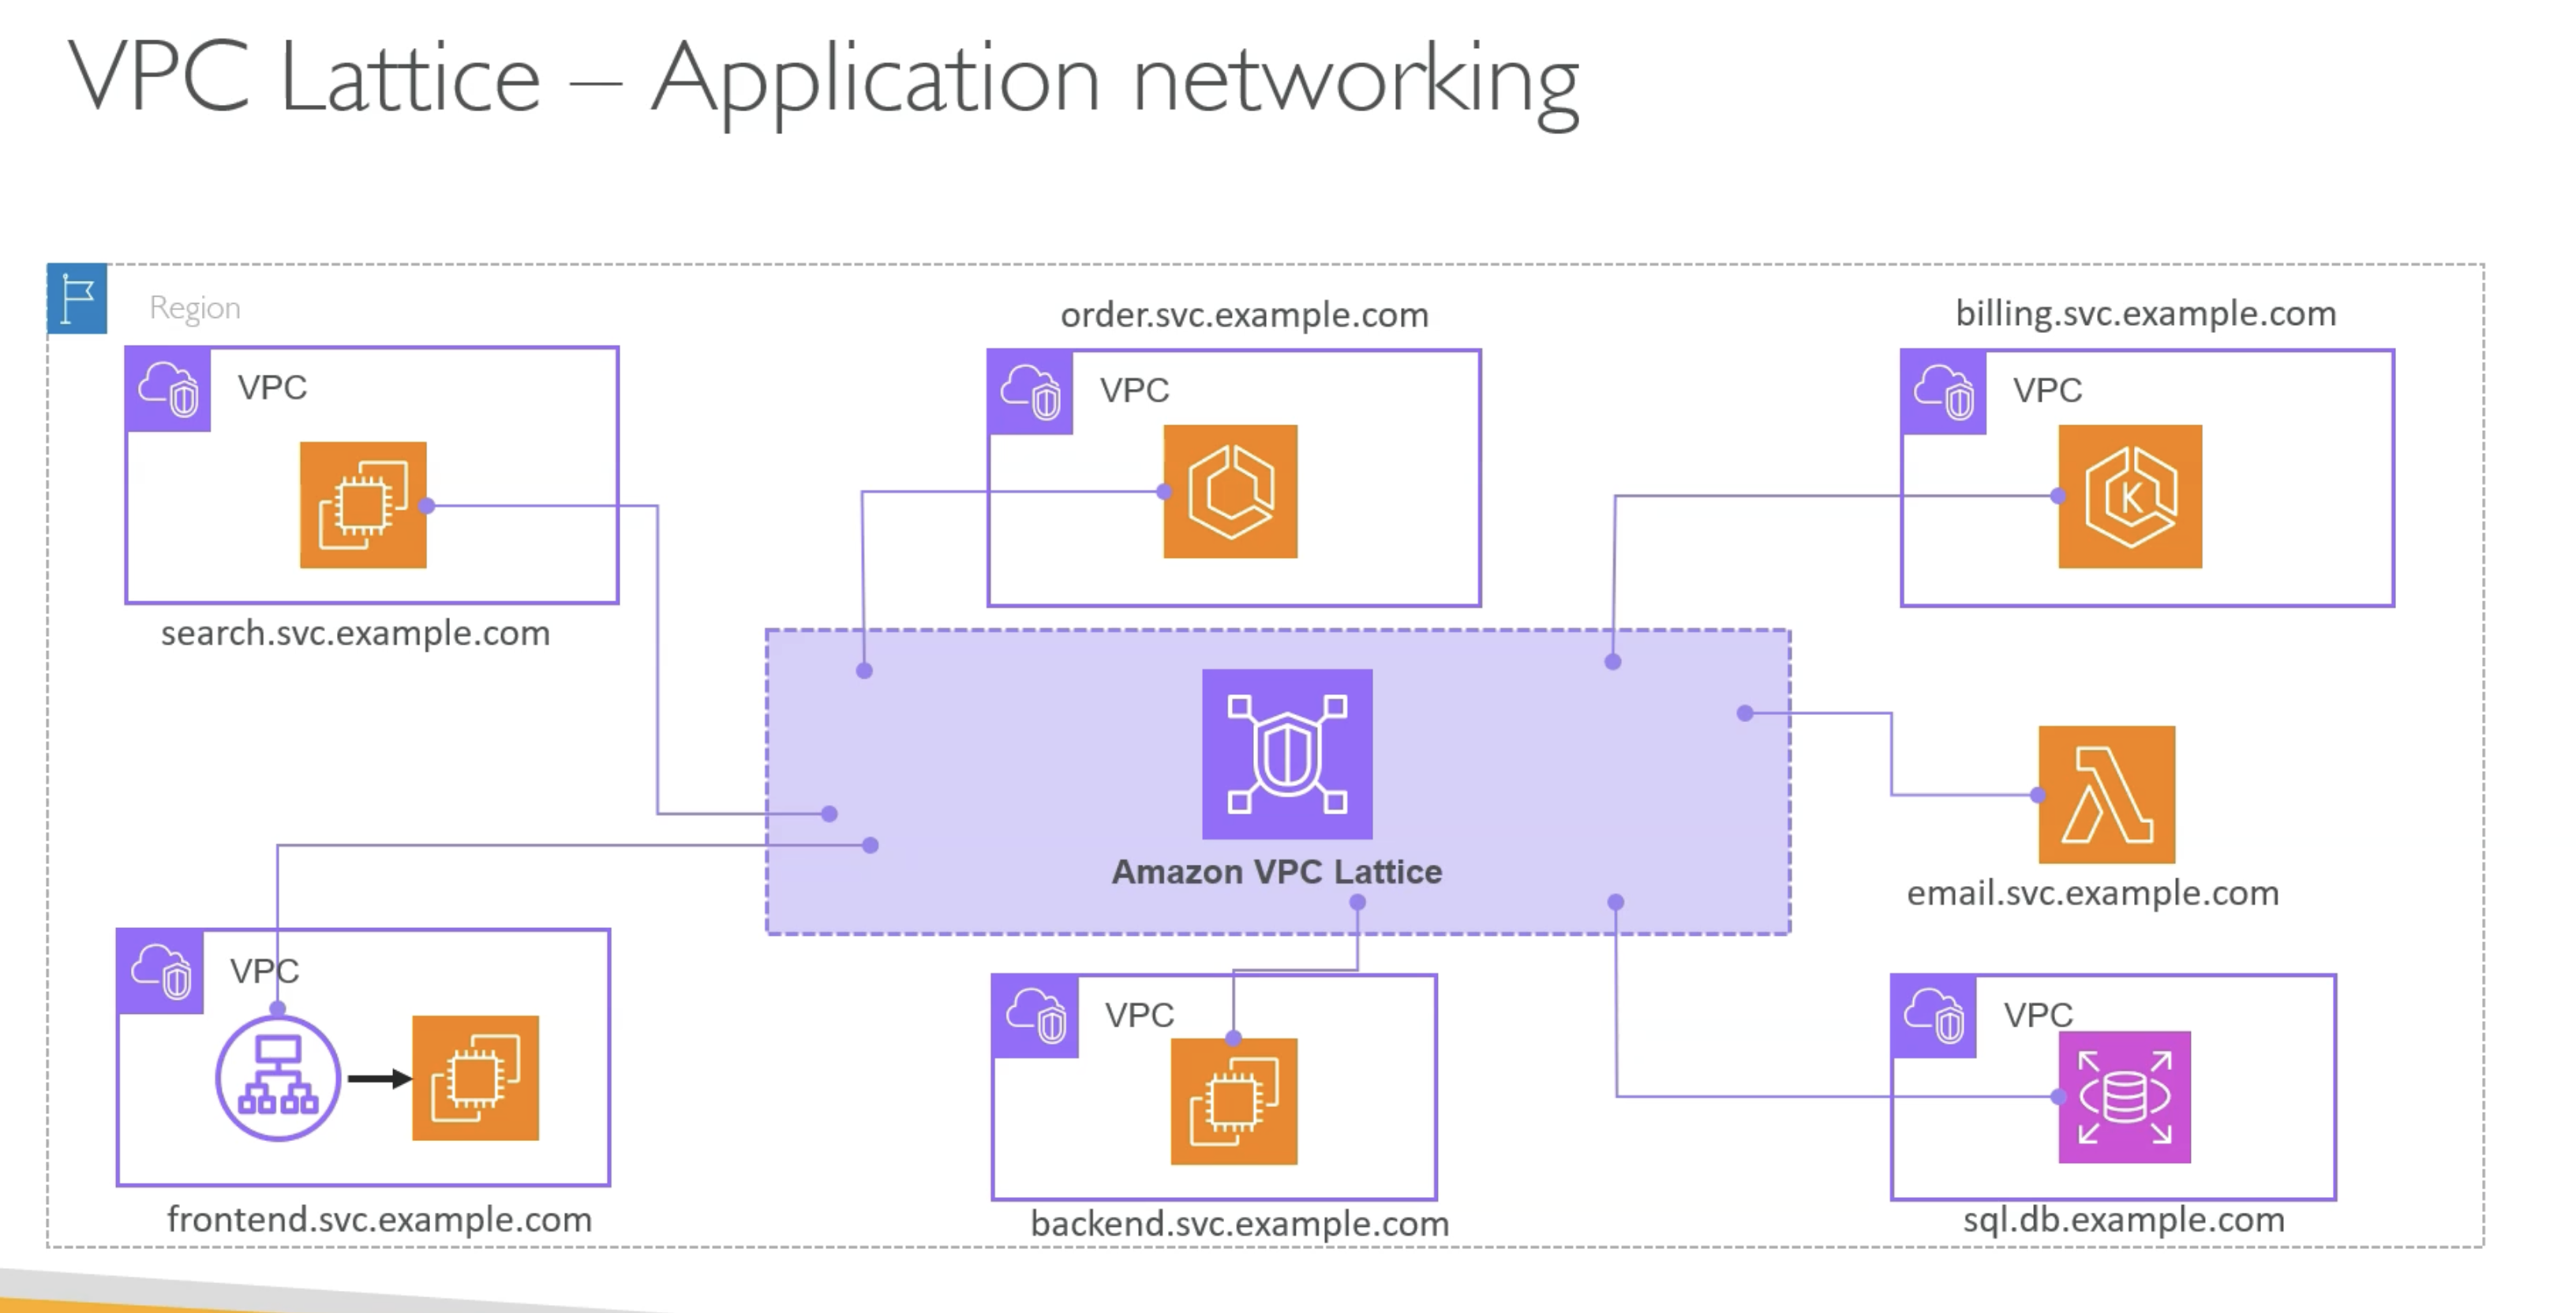 VPC Lattice – Application networking
Region
order.svc.example.com
billing.svc.example.com
VPC
VPC
VPC
K
search.svc.example.com
Amazon VPC Lattice
email.svc.example.com
VPC
VPC
VPC
frontend.svc.example.com
backend.svc.example.com
sql.db.example.com